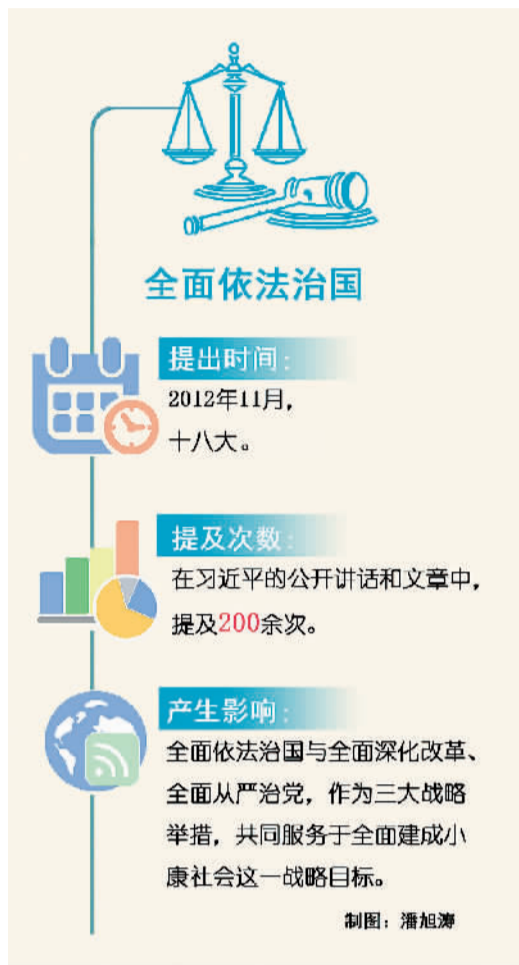 全面依法治国
提出时间：
2012年11月，
十八大。
提及次数：
在习近平的公开讲话和文章中，
提及200余次。
产生影响：
全面依法治国与全面深化改革、
全面从严治党，作为三大战略
举措，共同服务于全面建成小
康社会这一战略目标。
制图：潘旭涛